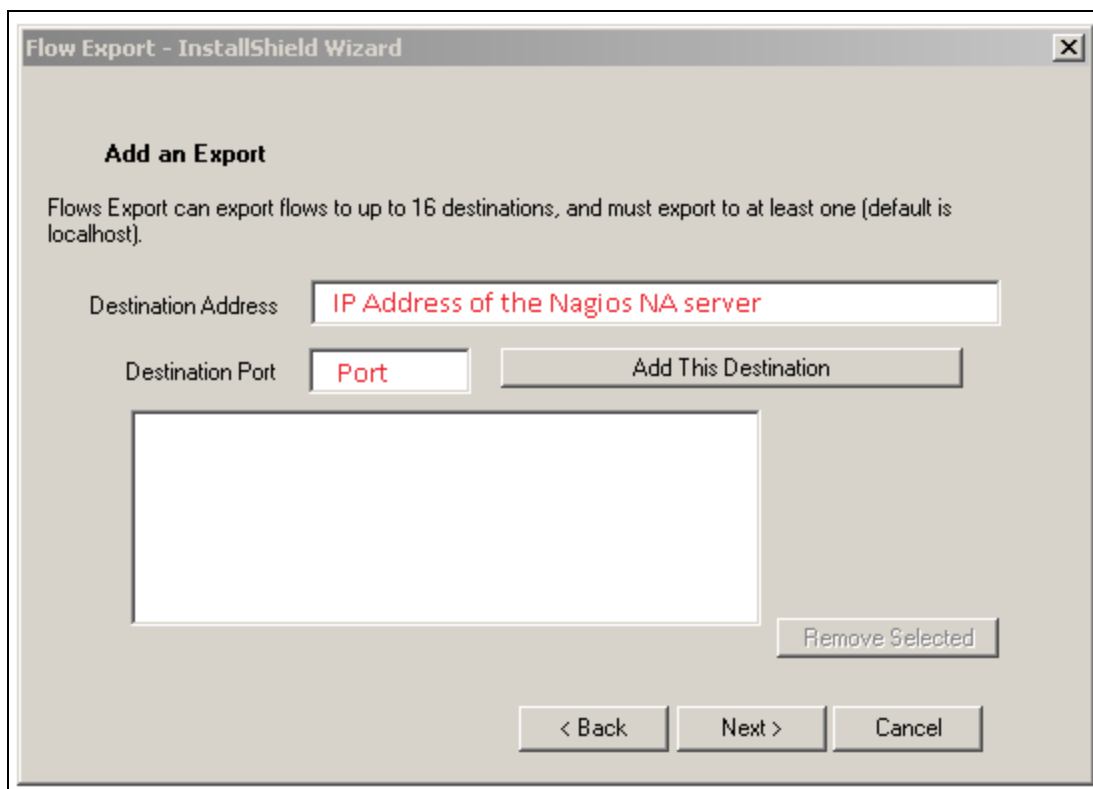 Flow Export - InstallShield Wizard
Add an Export
Flows Export can export flows to up to 16 destinations, and must export to at least one (default is
localhost).
Destination Address
IP Address of the Nagios NA server
Destination Port
Port
Add This Destination
Remove Selected
< Back
Next >
Cancel